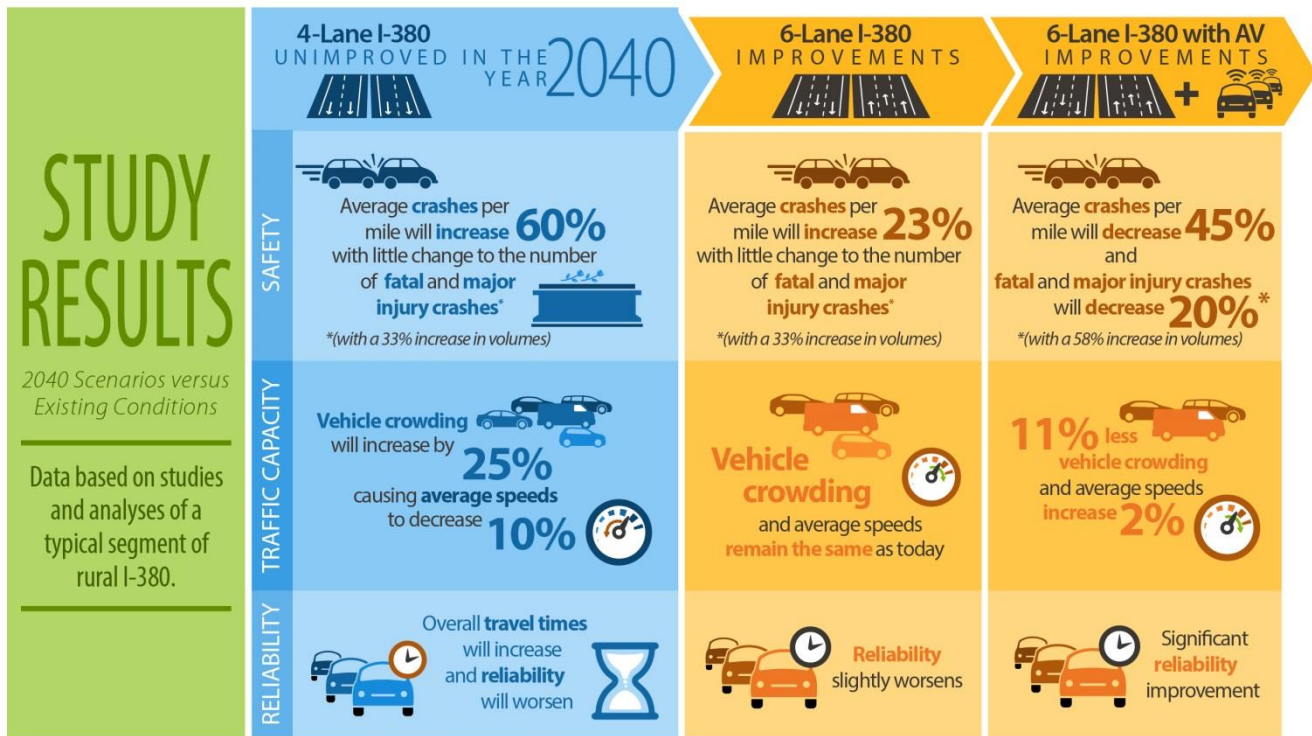 STUDY
RESULTS
2040 Scenarios versus
Existing Conditions
Data based on studies
and analyses of a
typical segment of
rural I-380.
4-Lane I-380
UNIMPROVED IN THE
YEAR 2040
6-Lane I-380
IMPROVEMENTS
6-Lane I-380 with AV
IMPROVEMENTS
+
SAFETY
Average crashes per
mile will increase 60%
with little change to the number
of fatal and major
injury crashes*
*(with a 33% increase in volumes)
Average crashes per
mile will increase 23%
with little change to the number
of fatal and major
injury crashes*
*(with a 33% increase in volumes)
Average crashes per
mile will decrease 45%
and
fatal and major injury crashes
will decrease 20%*
*(with a 58% increase in volumes)
TRAFFIC CAPACITY
Vehicle crowding
will increase by
25%
causing average speeds
to decrease 10%
Vehicle
crowding
and average speeds
remain the same as today
11% less
vehicle crowding
and average speeds
increase 2%
RELIABILITY
Overall travel times
will increase
and reliability
will worsen
Reliability
slightly worsens
Significant
reliability
improvement